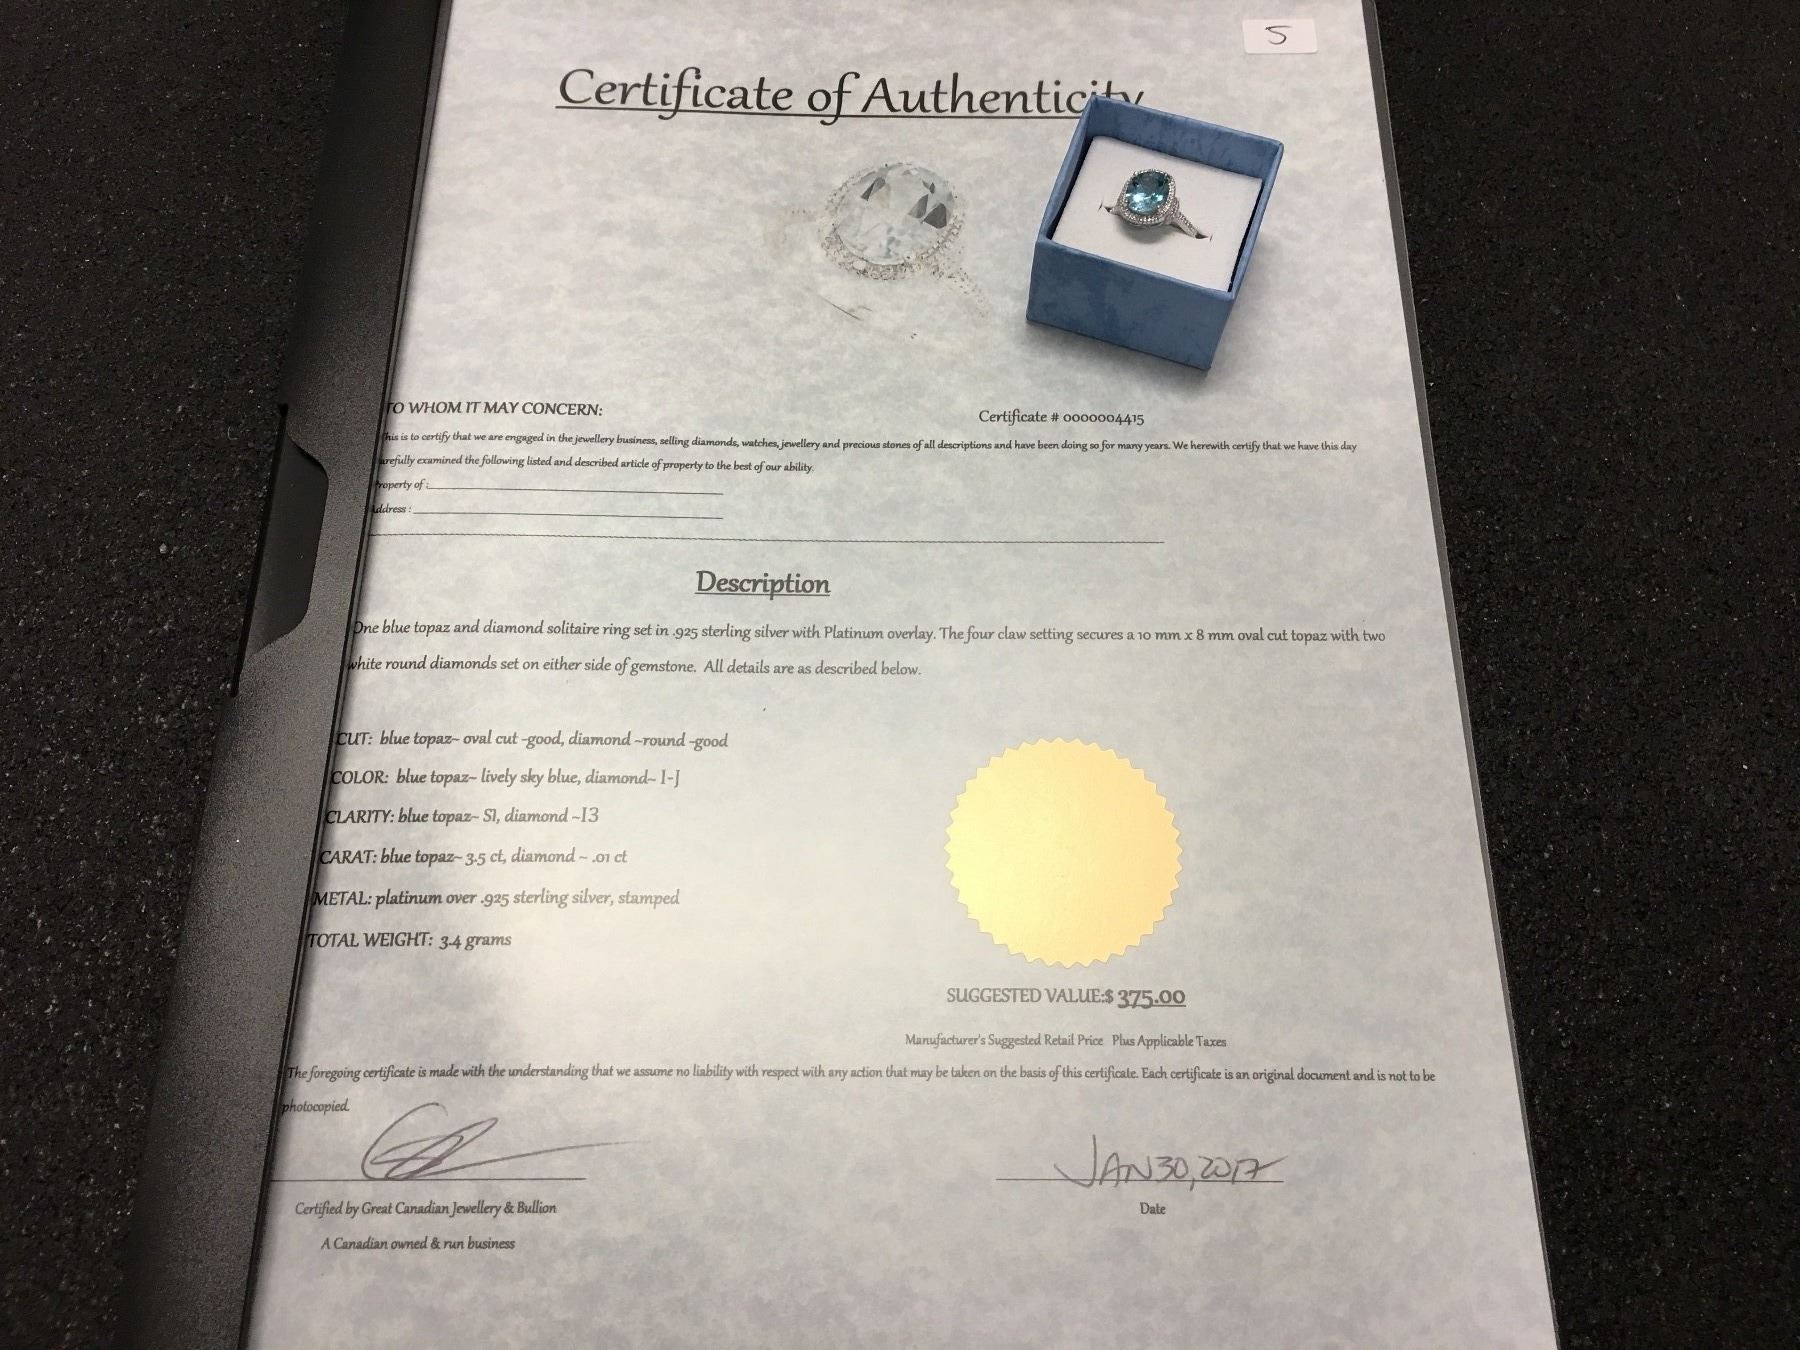 S
Certificate of Authenticity
TO WHOM IT MAY CONCERN:
Certificate # 0000004415
This is to certify that we are engaged in the jewellery business, selling diamonds, watches, jewellery and precious stones of all descriptions and have been doing so for many years. We herewith certify that we have this day
carefully examined the following listed and described article of property to the best of our ability.
Property of :
Address :
Description
One blue topaz and diamond solitaire ring set in .925 sterling silver with Platinum overlay. The four claw setting secures a 10 mm x 8 mm oval cut topaz with two
white round diamonds set on either side of gemstone. All details are as described below.
CUT: blue topaz~ oval cut -good, diamond ~round -good
COLOR: blue topaz~ lively sky blue, diamond~ I-J
CLARITY: blue topaz~ SI, diamond ~I3
CARAT: blue topaz~ 3.5 ct, diamond ~ .01 ct
METAL: platinum over .925 sterling silver, stamped
TOTAL WEIGHT: 3.4 grams
SUGGESTED VALUE:$ 375.00
Manufacturer's Suggested Retail Price Plus Applicable Taxes
The foregoing certificate is made with the understanding that we assume no liability with respect with any action that may be taken on the basis of this certificate. Each certificate is an original document and is not to be
photocopied.
JAN 30, 2017
Certified by Great Canadian Jewellery & Bullion
Date
A Canadian owned & run business